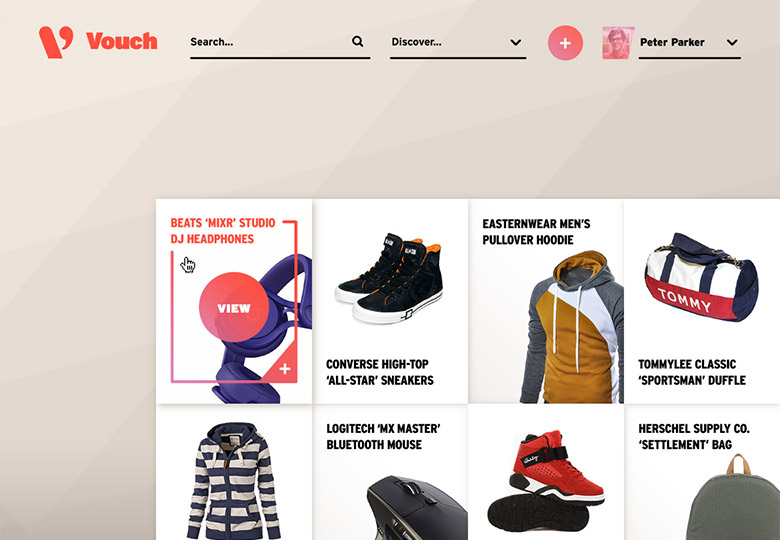 Vouch
Search...
Discover...
+
Peter Parker
BEATS ‘MIXR’ STUDIO
DJ HEADPHONES
VIEW
+
CONVERSE HIGH-TOP
‘ALL-STAR’ SNEAKERS
EASTERNWEAR MEN’S
PULLOVER HOODIE
TOMMY
TOMMYLEE CLASSIC
‘SPORTSMAN’ DUFFLE
LOGITECH ‘MX MASTER’
BLUETOOTH MOUSE
HERSCHEL SUPPLY CO.
‘SETTLEMENT’ BAG